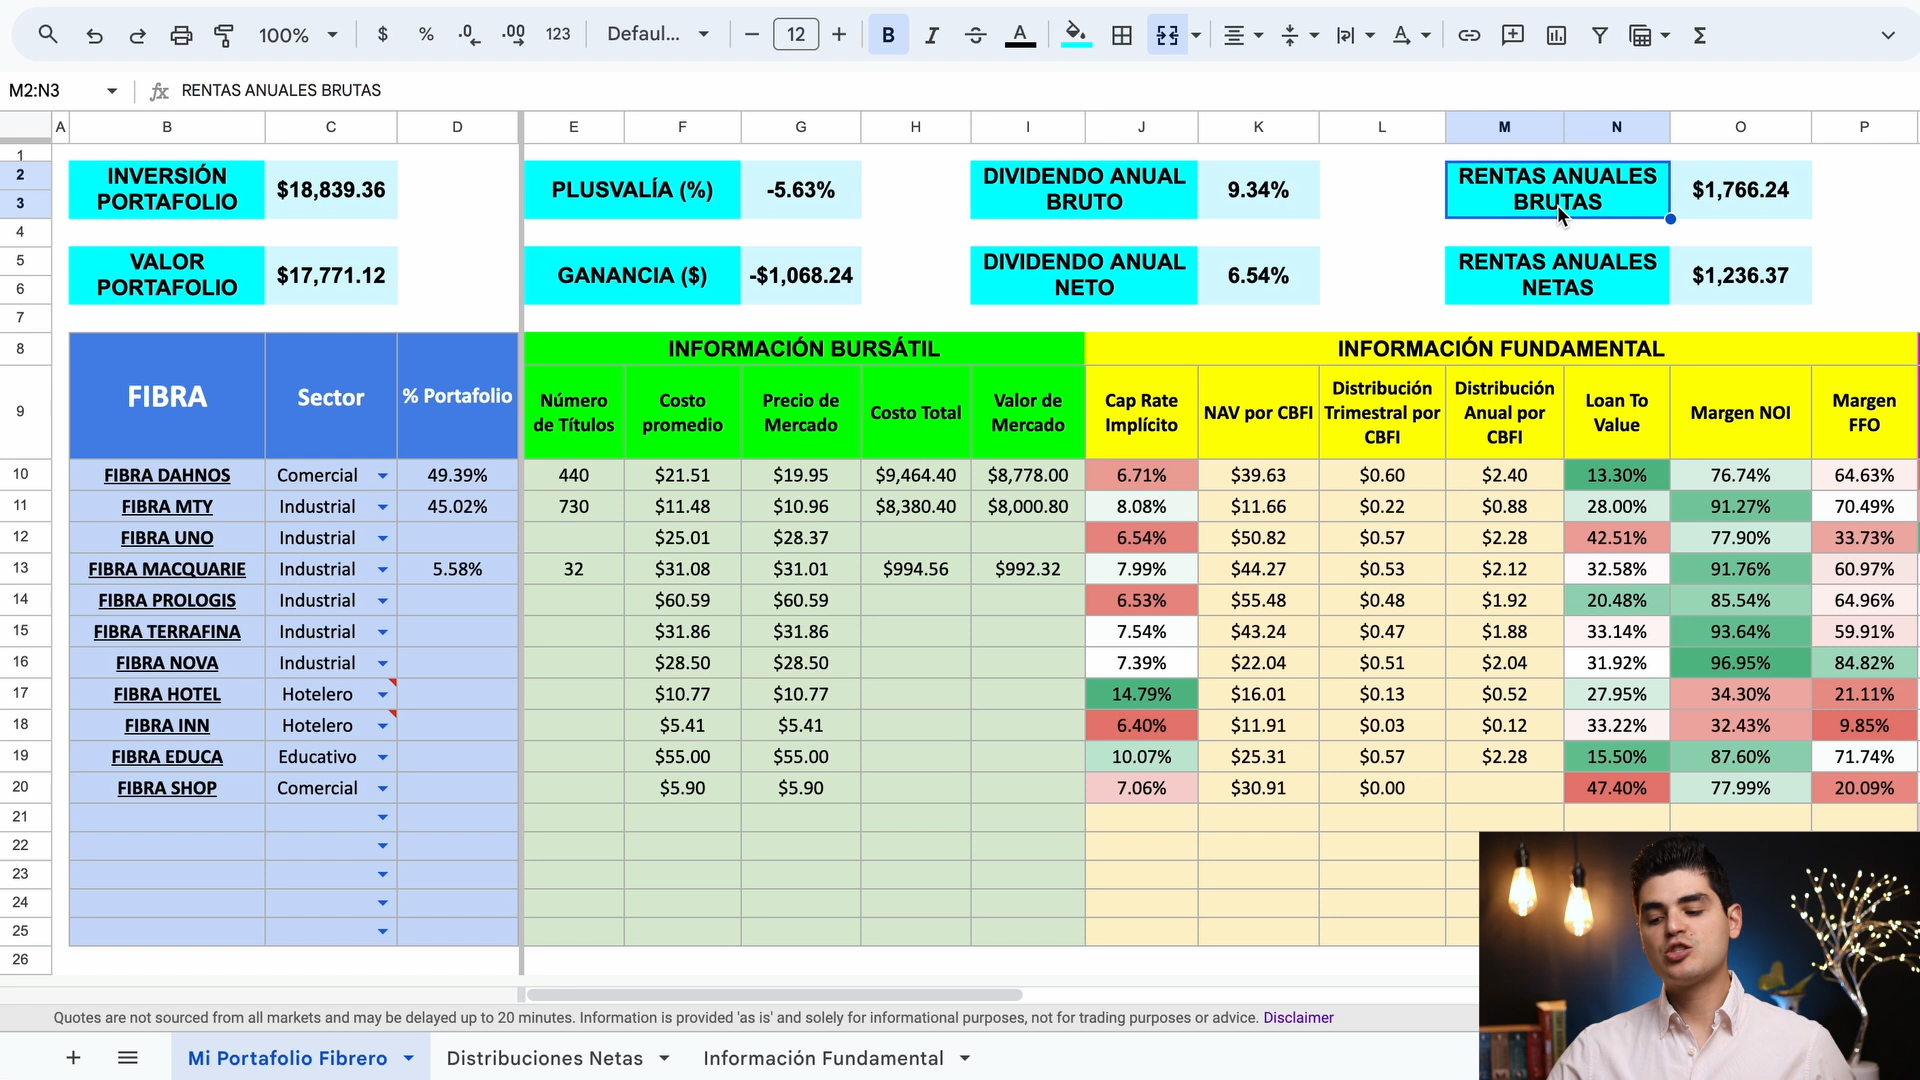 100%
$
%
.0
.00
123
Defaul...
12
B
I
A
M2:N3
fx
RENTAS ANUALES BRUTAS
A B C D E F G H I J K L M N O P
1
2
3
INVERSIÓN PORTAFOLIO $18,839.36
PLUSVALÍA (%) -5.63%
DIVIDENDO ANUAL BRUTO 9.34%
RENTAS ANUALES BRUTAS $1,766.24
4
5
6
VALOR PORTAFOLIO $17,771.12
GANANCIA ($) -$1,068.24
DIVIDENDO ANUAL NETO 6.54%
RENTAS ANUALES NETAS $1,236.37
7
8 INFORMACIÓN BURSÁTIL INFORMACIÓN FUNDAMENTAL
9 FIBRA Sector % Portafolio Número de Títulos Costo promedio Precio de Mercado Costo Total Valor de Mercado Cap Rate Implícito NAV por CBFI Distribución Trimestral por CBFI Distribución Anual por CBFI Loan To Value Margen NOI Margen FFO
10 FIBRA DAHNOS Comercial 49.39% 440 $21.51 $19.95 $9,464.40 $8,778.00 6.71% $39.63 $0.60 $2.40 13.30% 76.74% 64.63%
11 FIBRA MTY Industrial 45.02% 730 $11.48 $10.96 $8,380.40 $8,000.80 8.08% $11.66 $0.22 $0.88 28.00% 91.27% 70.49%
12 FIBRA UNO Industrial $25.01 $28.37 6.54% $50.82 $0.57 $2.28 42.51% 77.90% 33.73%
13 FIBRA MACQUARIE Industrial 5.58% 32 $31.08 $31.01 $994.56 $992.32 7.99% $44.27 $0.53 $2.12 32.58% 91.76% 60.97%
14 FIBRA PROLOGIS Industrial $60.59 $60.59 6.53% $55.48 $0.48 $1.92 20.48% 85.54% 64.96%
15 FIBRA TERRAFINA Industrial $31.86 $31.86 7.54% $43.24 $0.47 $1.88 33.14% 93.64% 59.91%
16 FIBRA NOVA Industrial $28.50 $28.50 7.39% $22.04 $0.51 $2.04 31.92% 96.95% 84.82%
17 FIBRA HOTEL Hotelero $10.77 $10.77 14.79% $16.01 $0.13 $0.52 27.95% 34.30% 21.11%
18 FIBRA INN Hotelero $5.41 $5.41 6.40% $11.91 $0.03 $0.12 33.22% 32.43% 9.85%
19 FIBRA EDUCA Educativo $55.00 $55.00 10.07% $25.31 $0.57 $2.28 15.50% 87.60% 71.74%
20 FIBRA SHOP Comercial $5.90 $5.90 7.06% $30.91 $0.00 47.40% 77.99% 20.09%
21
22
23
24
25
26
Quotes are not sourced from all markets and may be delayed up to 20 minutes. Information is provided 'as is' and solely for informational purposes, not for trading purposes or advice. Disclaimer
Mi Portafolio Fibrero Distribuciones Netas Información Fundamental